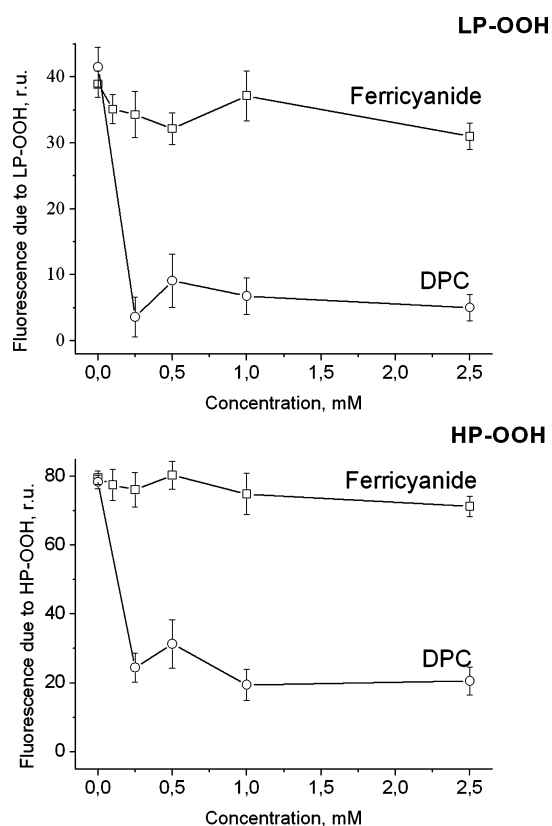 LP-OOH
Fluorescence due to LP-OOH, r.u.
40
30
20
10
0
Ferricyanide
DPC
0,0 0,5 1,0 1,5 2,0 2,5
Concentration, mM
HP-OOH
Fluorescence due to HP-OOH, r.u.
80
60
40
20
0
Ferricyanide
DPC
0,0 0,5 1,0 1,5 2,0 2,5
Concentration, mM